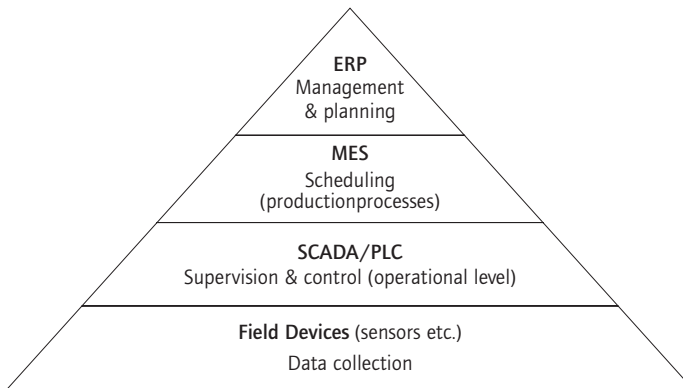 ERP
Management
& planning
MES
Scheduling
(productionprocesses)
SCADA/PLC
Supervision & control (operational level)
Field Devices (sensors etc.)
Data collection